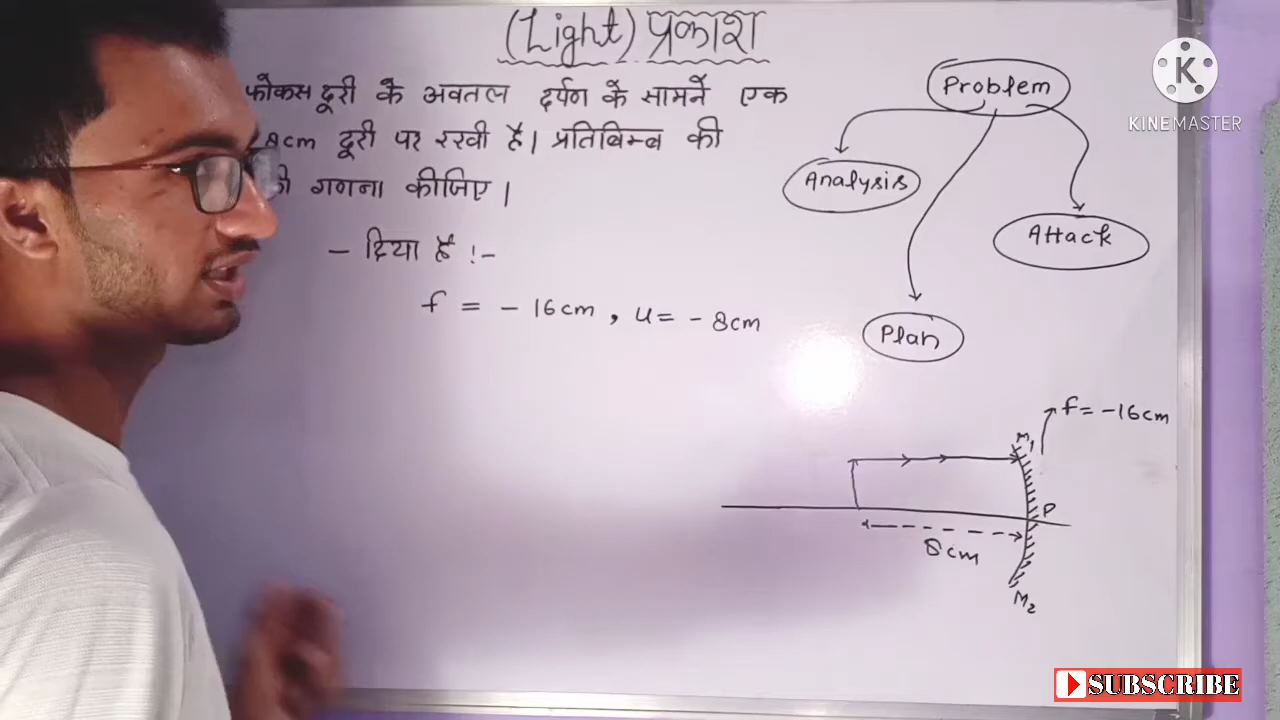 (Light) प्रकाश
फोकस दूरी के अवतल दर्पण के सामने एक
8cm दूरी पर रखी है। प्रतिबिम्ब की
गणना कीजिए।
- दिया है :-
f = - 16cm , u = - 8cm
Problem
Analysis
Attack
Plan
f = -16cm
M1
P
8cm
M2
K
KINEMASTER
SUBSCRIBE